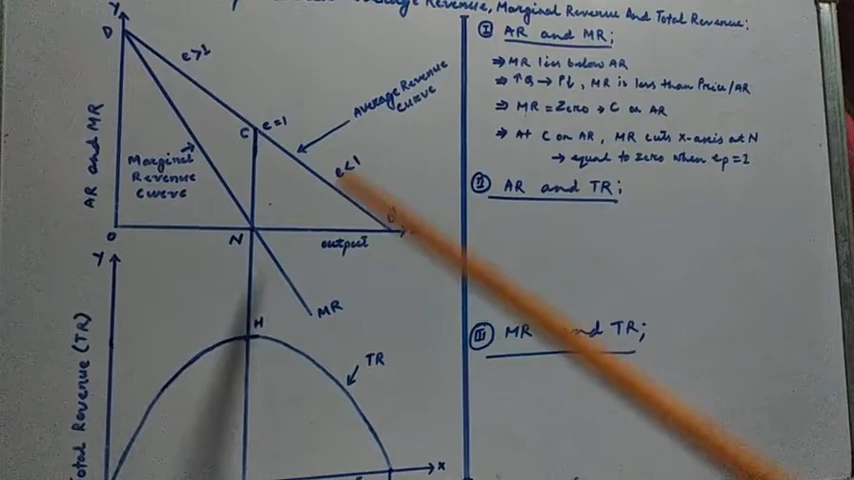 Average Revenue, Marginal Revenue And Total Revenue;
Y
D
e>1
AR and MR
C e=1
Average Revenue
curve
e<1
Marginal
Revenue
curve
O
N
output
MR
Y
Total Revenue (TR)
H
TR
X
I AR and MR;
⇒ MR lies below AR
⇒ ↑Q → P↓, MR is less than Price/AR
⇒ MR = Zero → C on AR
⇒ At C on AR, MR cuts X-axis at N
→ equal to zero when ep=1
II AR and TR;
III MR and TR;